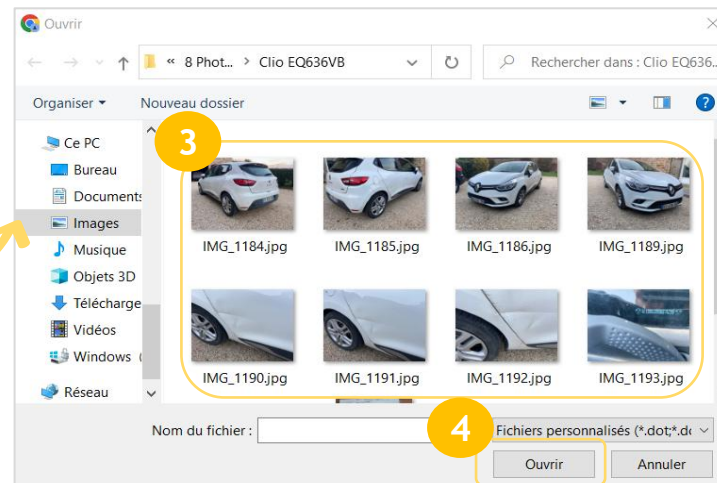 Ouvrir
« 8 Phot... > Clio EQ636VB
Rechercher dans : Clio EQ636...
Organiser
Nouveau dossier
3
Ce PC
Bureau
Documents
Images
Musique
Objets 3D
Télécharge
Vidéos
Windows (
Réseau
IMG_1184.jpg IMG_1185.jpg IMG_1186.jpg IMG_1189.jpg
IMG_1190.jpg IMG_1191.jpg IMG_1192.jpg IMG_1193.jpg
Nom du fichier :
4
Fichiers personnalisés (*.dot;*.do
Ouvrir Annuler